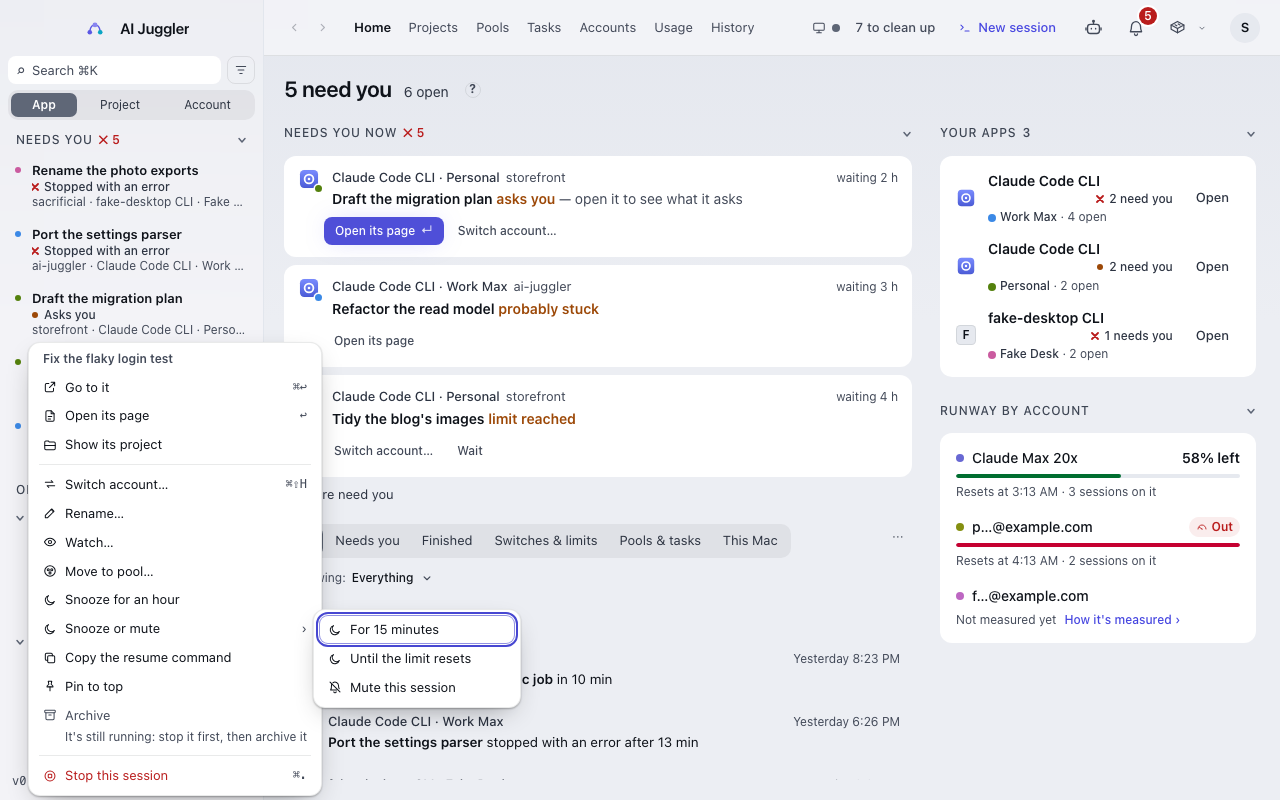 AI Juggler
Search ⌘K
App Project Account
NEEDS YOU ✕ 5
Rename the photo exports
✕ Stopped with an error
sacrificial · fake-desktop CLI · Fake ...
Port the settings parser
✕ Stopped with an error
ai-juggler · Claude Code CLI · Work ...
Draft the migration plan
Asks you
storefront · Claude Code CLI · Perso...
Fix the flaky login test
Go to it ⌘↩
Open its page ↩
Show its project
Switch account... ⌘⇧H
Rename...
Watch...
Move to pool...
Snooze for an hour
Snooze or mute ›
Copy the resume command
Pin to top
Archive
It's still running: stop it first, then archive it
Stop this session ⌘.
For 15 minutes
Until the limit resets
Mute this session
v0
Home Projects Pools Tasks Accounts Usage History
7 to clean up
New session
5
S
5 need you 6 open ?
NEEDS YOU NOW ✕ 5
Claude Code CLI · Personal storefront waiting 2 h
Draft the migration plan asks you — open it to see what it asks
Open its page ↵ Switch account...
Claude Code CLI · Work Max ai-juggler waiting 3 h
Refactor the read model probably stuck
Open its page
Claude Code CLI · Personal storefront waiting 4 h
Tidy the blog's images limit reached
Switch account... Wait
need you
Needs you Finished Switches & limits Pools & tasks This Mac ...
Everything
Yesterday 8:23 PM
job in 10 min
Claude Code CLI · Work Max Yesterday 6:26 PM
Port the settings parser stopped with an error after 13 min
YOUR APPS 3
Claude Code CLI
✕ 2 need you
Work Max · 4 open
Open
Claude Code CLI
2 need you
Personal · 2 open
Open
F
fake-desktop CLI
✕ 1 needs you
Fake Desk · 2 open
Open
RUNWAY BY ACCOUNT
Claude Max 20x 58% left
Resets at 3:13 AM · 3 sessions on it
p...@example.com Out
Resets at 4:13 AM · 2 sessions on it
f...@example.com
Not measured yet How it's measured ›